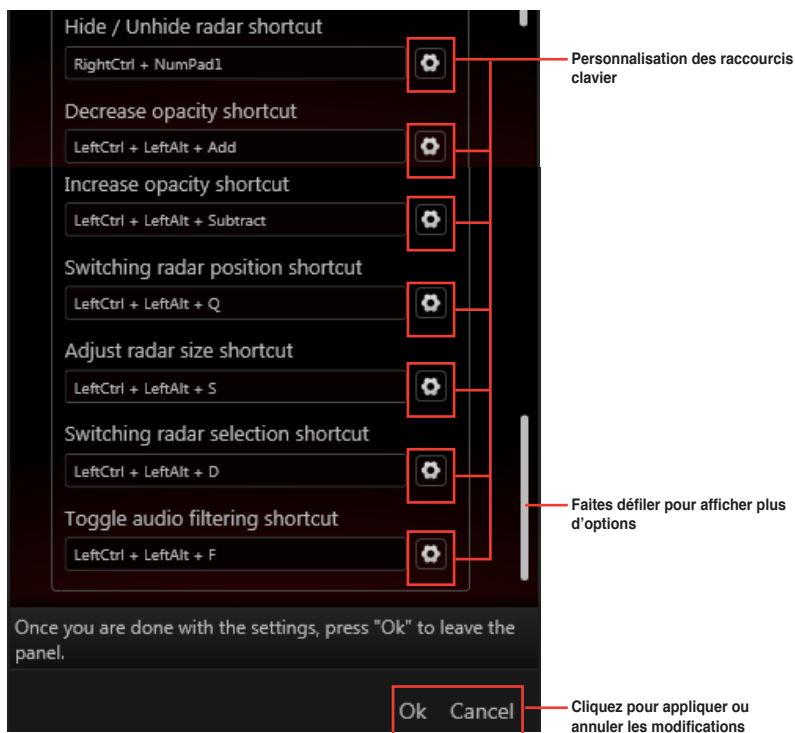 Hide / Unhide radar shortcut
RightCtrl + NumPad1
Personnalisation des raccourcis
clavier
Decrease opacity shortcut
LeftCtrl + LeftAlt + Add
Increase opacity shortcut
LeftCtrl + LeftAlt + Subtract
Switching radar position shortcut
LeftCtrl + LeftAlt + Q
Adjust radar size shortcut
LeftCtrl + LeftAlt + S
Switching radar selection shortcut
LeftCtrl + LeftAlt + D
Faites défiler pour afficher plus
d'options
Toggle audio filtering shortcut
LeftCtrl + LeftAlt + F
Once you are done with the settings, press "Ok" to leave the
panel.
Ok Cancel
Cliquez pour appliquer ou
annuler les modifications